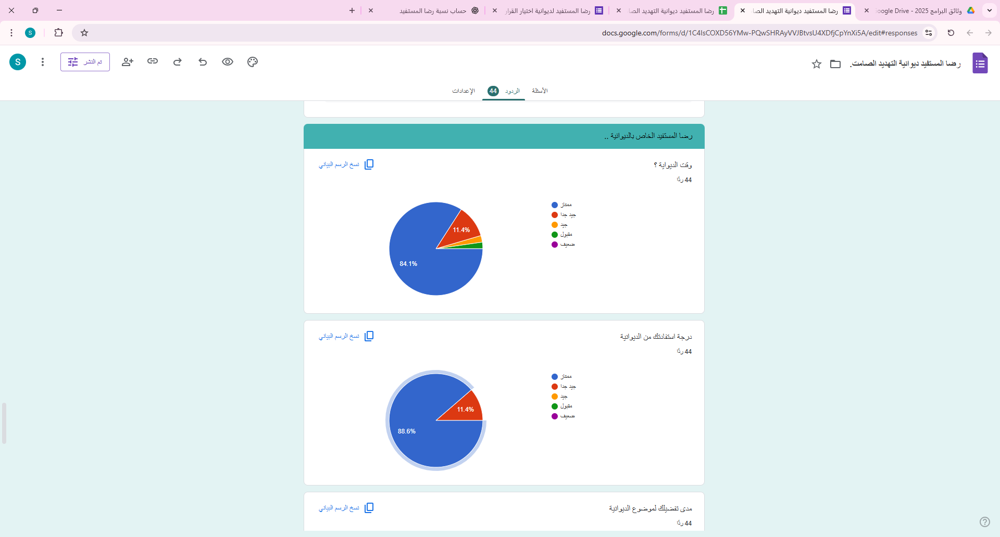 وثائق البرامج 2025 - Google Drive
رضا المستفيد ديوانية التهديد الصا
رضا المستفيد ديوانية التهديد الصا
رضا المستفيد لديوانية اختيار القرار
حساب نسبة رضا المستفيد
docs.google.com/forms/d/1C4IsCOXD56YMw-PQwSHRAyVVJBtvsU4XDfjCpYnXi5A/edit#responses
S
رضا المستفيد ديوانية التهديد الصامت.
تم النشر
S
الأسئلة
الردود 44
الإعدادات
رضا المستفيد الخاص بالديوانية ..
وقت الديواية ؟
نسخ الرسم البياني
44 ردًا
ممتاز
جيد جدا
جيد
مقبول
ضعيف
11.4%
84.1%
درجة استفادتك من الديوانية
نسخ الرسم البياني
44 ردًا
ممتاز
جيد جدا
جيد
مقبول
ضعيف
11.4%
88.6%
مدى تفضيلك لموضوع الديوانية
نسخ الرسم البياني
44 ردًا